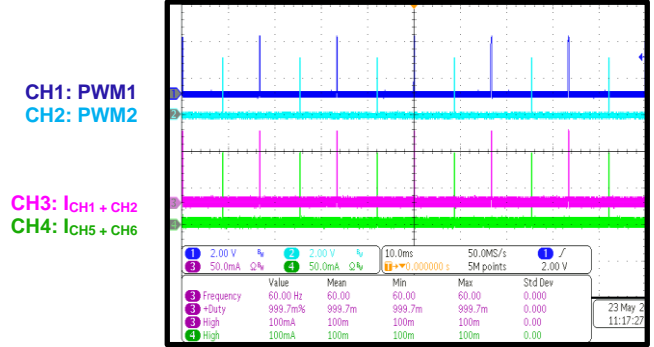 CH1: PWM1
CH2: PWM2
CH3: I CH1 + CH2
CH4: I CH5 + CH6
1 2.00 V 2 2.00 V 10.0ms 50.0MS/s 1
3 50.0mA Ω 4 50.0mA Ω 0.000000 s 5M points 2.00 V
Value Mean Min Max Std Dev
3 Frequency 60.00 Hz 60.00 60.00 60.00 0.000
3 +Duty 999.7m% 999.7m 999.7m 999.7m 0.000
3 High 100mA 100m 100m 100m 0.00
4 High 100mA 100m 100m 100m 0.00
23 May 2
11:17:27